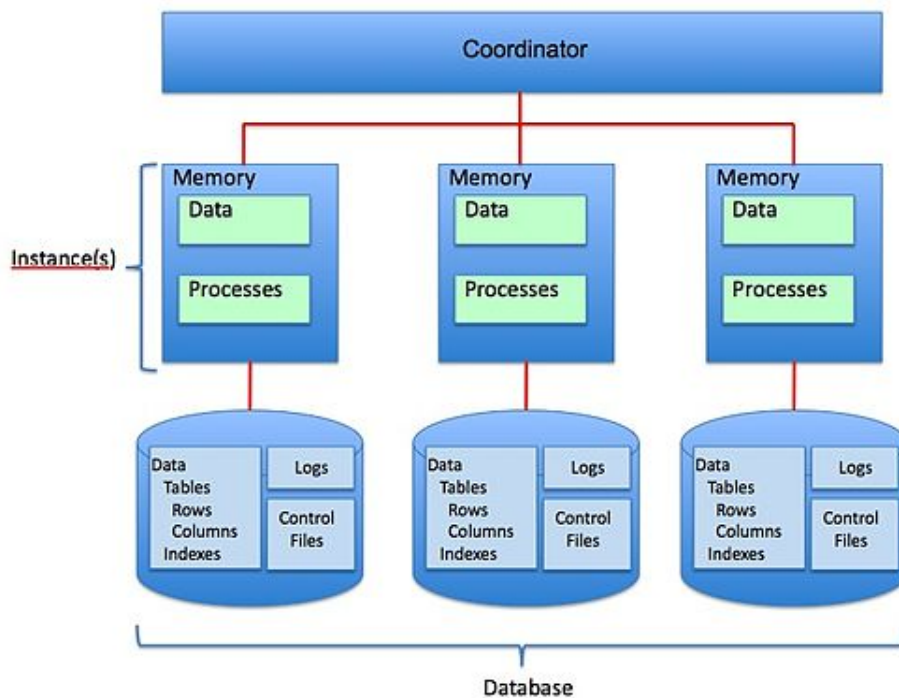 Coordinator
Memory
Data
Processes
Memory
Data
Processes
Memory
Data
Processes
Instance(s)
Data
Tables
Rows
Columns
Indexes
Logs
Control
Files
Data
Tables
Rows
Columns
Indexes
Logs
Control
Files
Data
Tables
Rows
Columns
Indexes
Logs
Control
Files
Database